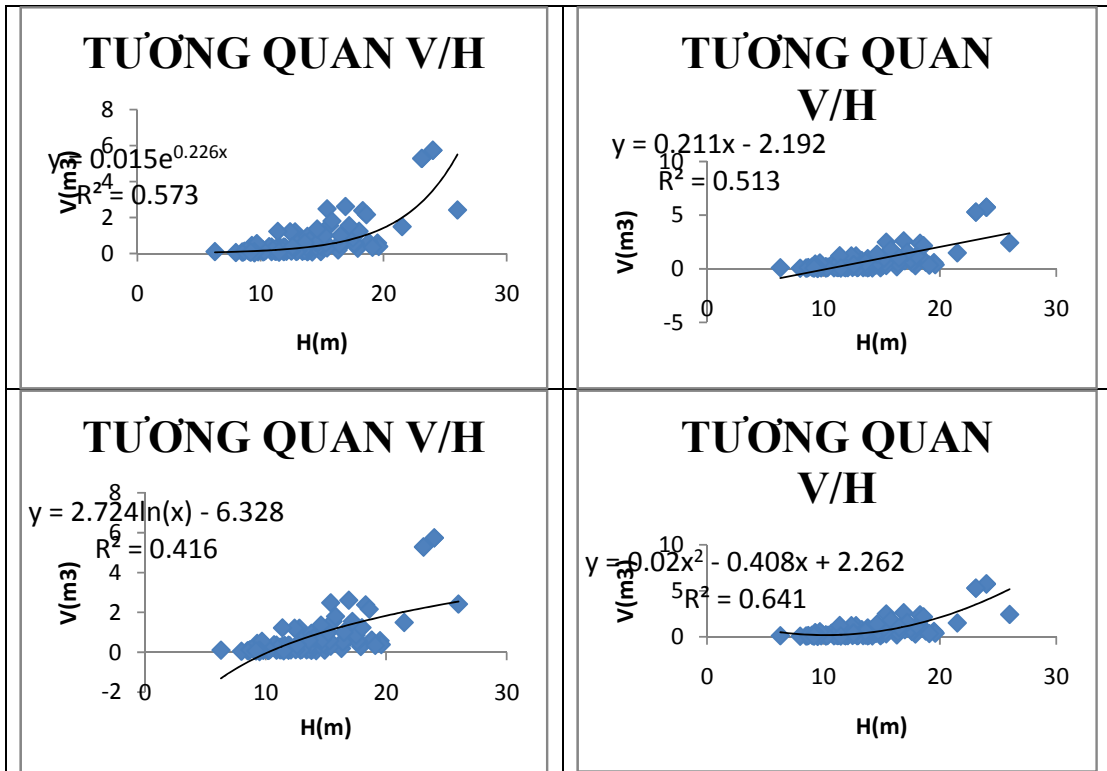 TƯƠNG QUAN V/H
y = 0.015e^0.226x
R² = 0.573
V(m3)
8
6
4
2
0
0 10 20 30
H(m)
TƯƠNG QUAN
V/H
y = 0.211x - 2.192
R² = 0.513
V(m3)
10
5
0
-5
0 10 20 30
H(m)
TƯƠNG QUAN V/H
y = 2.724ln(x) - 6.328
R² = 0.416
V(m3)
8
6
4
2
0
-2
0 10 20 30
H(m)
TƯƠNG QUAN
V/H
y = 0.02x² - 0.408x + 2.262
R² = 0.641
V(m3)
10
5
0
0 10 20 30
H(m)